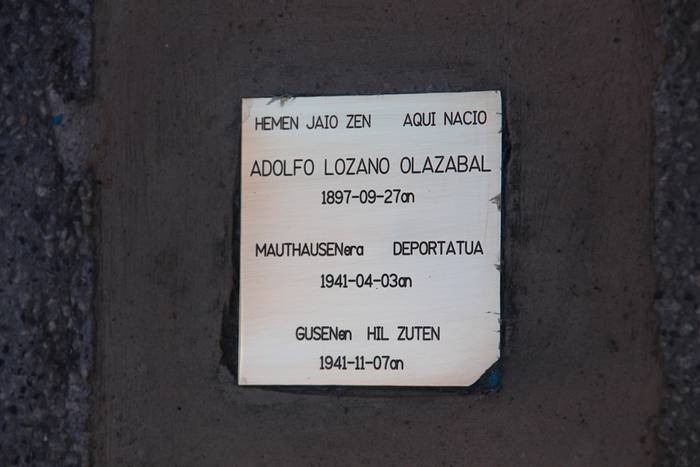 HEMEN JAIO ZEN AQUI NACIO
ADOLFO LOZANO OLAZABAL
1897-09-27an
MAUTHAUSENera DEPORTATUA
1941-04-03an
GUSENen HIL ZUTEN
1941-11-07an